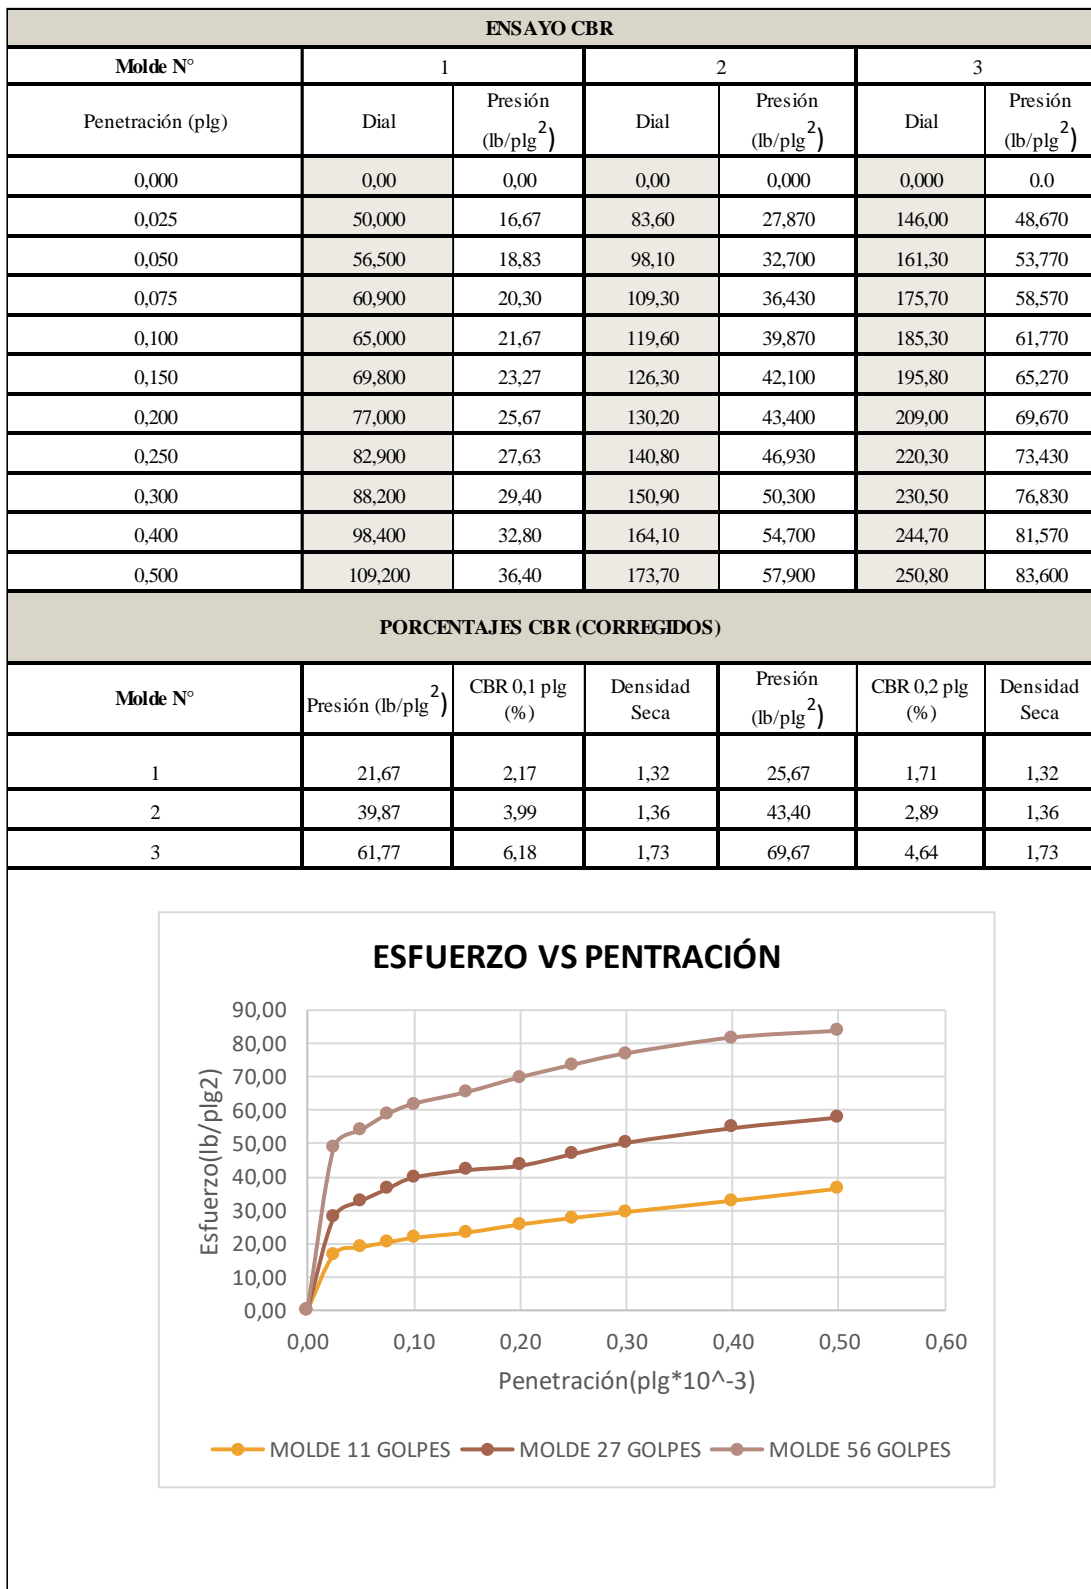 ENSAYO CBR
Molde N° 1 2 3
Penetración (plg) Dial Presión (lb/plg²) Dial Presión (lb/plg²) Dial Presión (lb/plg²)
0,000 0,00 0,00 0,00 0,000 0,000 0.0
0,025 50,000 16,67 83,60 27,870 146,00 48,670
0,050 56,500 18,83 98,10 32,700 161,30 53,770
0,075 60,900 20,30 109,30 36,430 175,70 58,570
0,100 65,000 21,67 119,60 39,870 185,30 61,770
0,150 69,800 23,27 126,30 42,100 195,80 65,270
0,200 77,000 25,67 130,20 43,400 209,00 69,670
0,250 82,900 27,63 140,80 46,930 220,30 73,430
0,300 88,200 29,40 150,90 50,300 230,50 76,830
0,400 98,400 32,80 164,10 54,700 244,70 81,570
0,500 109,200 36,40 173,70 57,900 250,80 83,600
PORCENTAJES CBR (CORREGIDOS)
Molde N° Presión (lb/plg²) CBR 0,1 plg (%) Densidad Seca Presión (lb/plg²) CBR 0,2 plg (%) Densidad Seca
1 21,67 2,17 1,32 25,67 1,71 1,32
2 39,87 3,99 1,36 43,40 2,89 1,36
3 61,77 6,18 1,73 69,67 4,64 1,73
ESFUERZO VS PENTRACIÓN
Esfuerzo(lb/plg2)
90,00
80,00
70,00
60,00
50,00
40,00
30,00
20,00
10,00
0,00
0,00 0,10 0,20 0,30 0,40 0,50 0,60
Penetración(plg*10^-3)
MOLDE 11 GOLPES MOLDE 27 GOLPES MOLDE 56 GOLPES